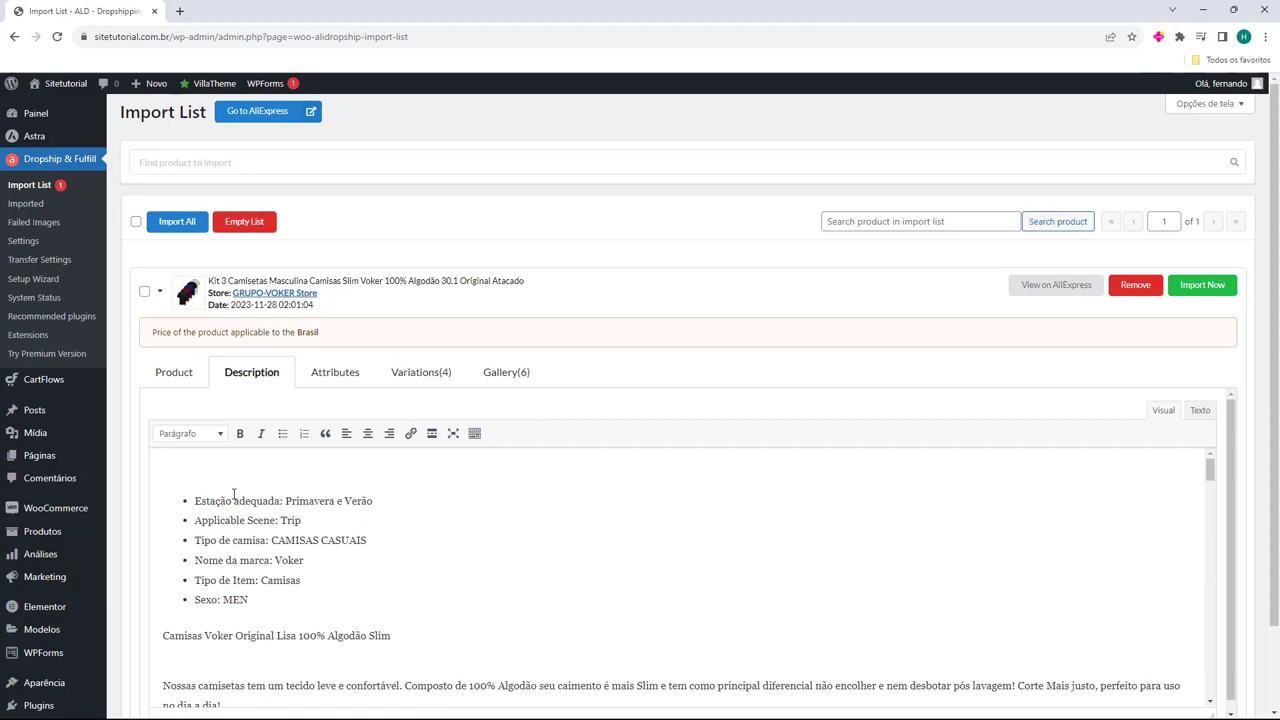 Import List - ALD - Dropshippin
sitetutorial.com.br/wp-admin/admin.php?page=woo-alidropship-import-list
H
Todos os favoritos
Sitetutorial
0
Novo
VillaTheme
WPForms 1
Olá, fernando
Painel
Astra
Dropship & Fulfill
Import List 1
Imported
Failed Images
Settings
Transfer Settings
Setup Wizard
System Status
Recommended plugins
Extensions
Try Premium Version
CartFlows
Posts
Mídia
Páginas
Comentários
WooCommerce
Produtos
Análises
Marketing
Elementor
Modelos
WPForms
Aparência
Plugins
Import List
Go to AliExpress
Opções de tela
Find product to import
Import All
Empty List
Search product in import list
Search product
« ‹ 1 of 1 › »
Kit 3 Camisetas Masculina Camisas Slim Voker 100% Algodão 30.1 Original Atacado
Store: GRUPO-VOKER Store
Date: 2023-11-28 02:01:04
View on AliExpress
Remove
Import Now
Price of the product applicable to the Brasil
Product
Description
Attributes
Variations(4)
Gallery(6)
Visual
Texto
Parágrafo
B I
• Estação adequada: Primavera e Verão
• Applicable Scene: Trip
• Tipo de camisa: CAMISAS CASUAIS
• Nome da marca: Voker
• Tipo de Item: Camisas
• Sexo: MEN
Camisas Voker Original Lisa 100% Algodão Slim
Nossas camisetas tem um tecido leve e confortável. Composto de 100% Algodão seu caimento é mais Slim e tem como principal diferencial não encolher e nem desbotar pós lavagem! Corte Mais justo, perfeito para uso
no dia a dia!